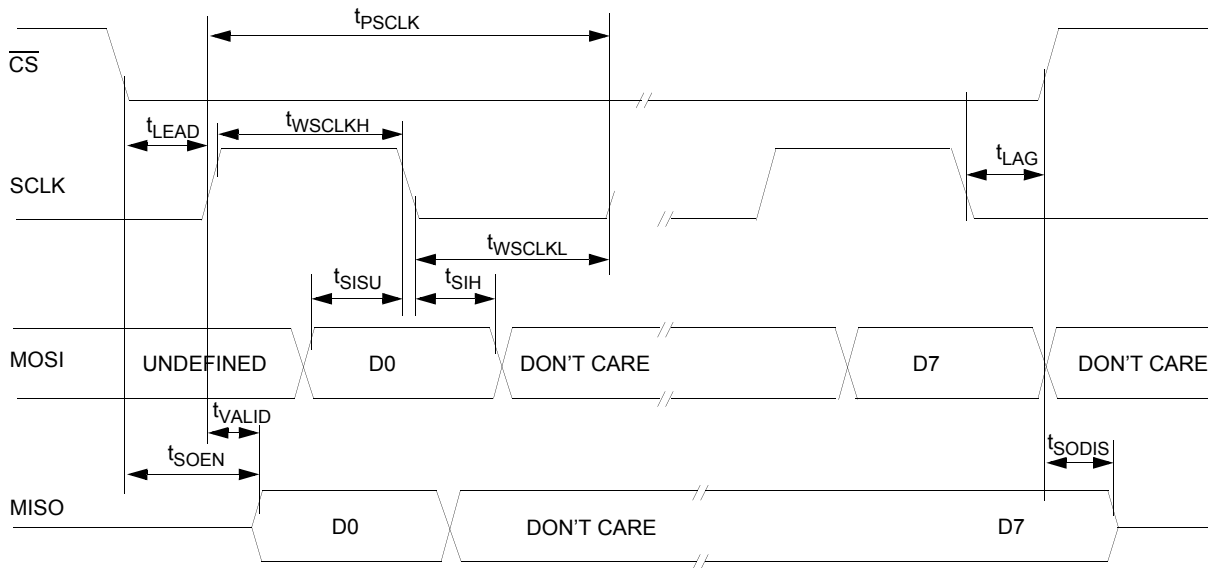 tPSCLK
CS
tLEAD
tWSCLKH
tLAG
SCLK
tWSCLKL
tSISU
tSIH
MOSI
UNDEFINED
D0
DON'T CARE
D7
DON'T CARE
tVALID
tSOEN
tSODIS
MISO
D0
DON'T CARE
D7